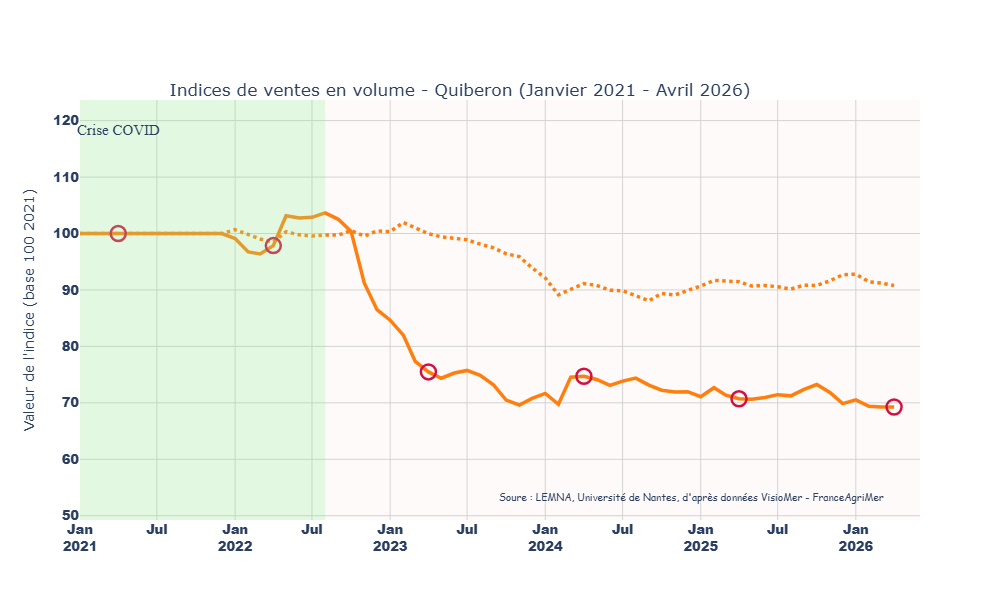 Indices de ventes en volume - Quiberon (Janvier 2021 - Avril 2026)
Valeur de l'indice (base 100 2021)
120
Crise COVID
110
100
90
80
70
60
50
Soure : LEMNA, Université de Nantes, d'après données VisioMer - FranceAgriMer
Jan Jul Jan Jul Jan Jul Jan Jul Jan Jul Jan
2021 2022 2023 2024 2025 2026